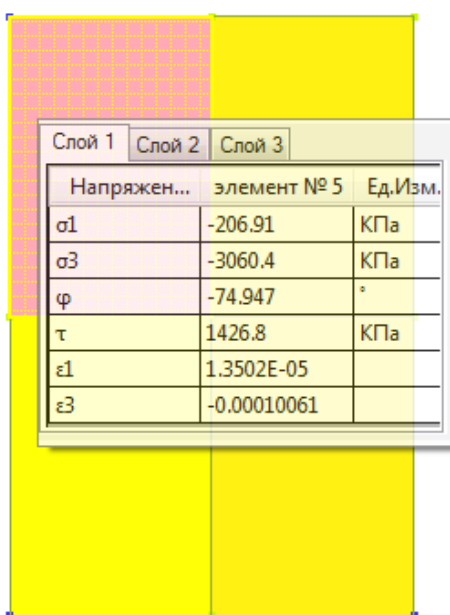 Слой 1 Слой 2 Слой 3
Напряжен... элемент № 5 Ед.Изм.
σ1 -206.91 КПа
σ3 -3060.4 КПа
φ -74.947 °
τ 1426.8 КПа
ε1 1.3502E-05
ε3 -0.00010061